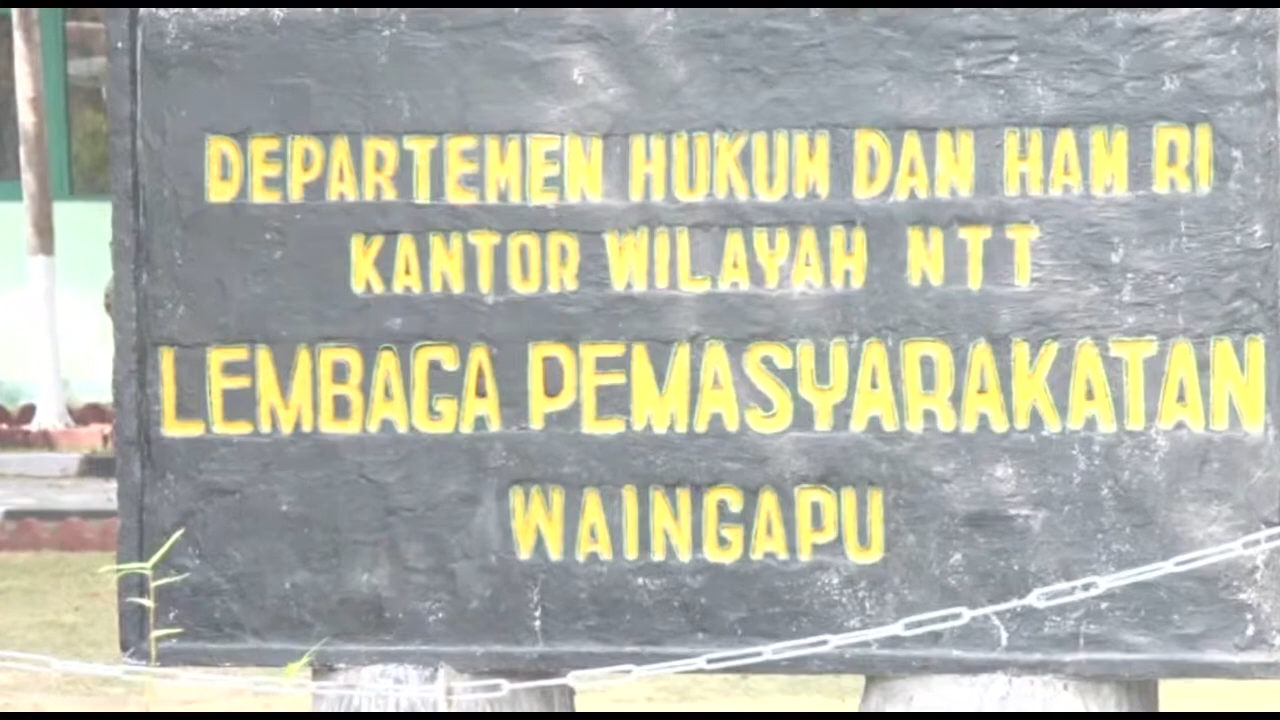 DEPARTEMEN HUKUM DAN HAM RI
KANTOR WILAYAH NTT
LEMBAGA PEMASYARAKATAN
WAINGAPU